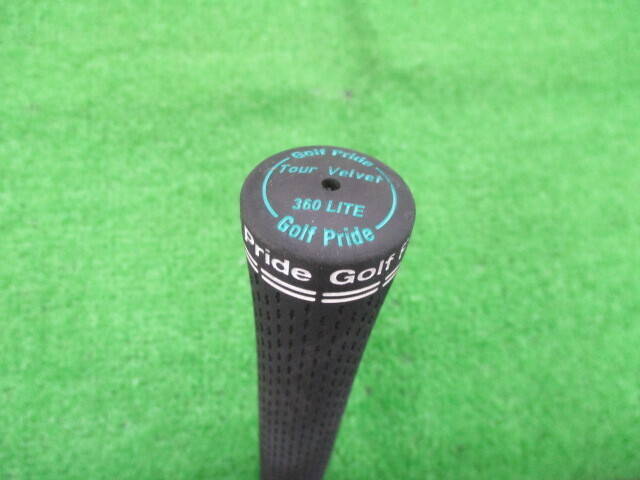 Golf Pride
Tour Velvet
360 LITE
Golf Pride
Pride Golf